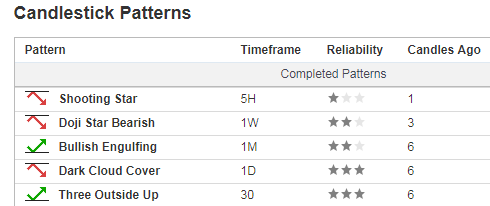 Candlestick Patterns
Pattern Timeframe Reliability Candles Ago
Completed Patterns
Shooting Star 5H 1
Doji Star Bearish 1W 3
Bullish Engulfing 1M 6
Dark Cloud Cover 1D 6
Three Outside Up 30 6